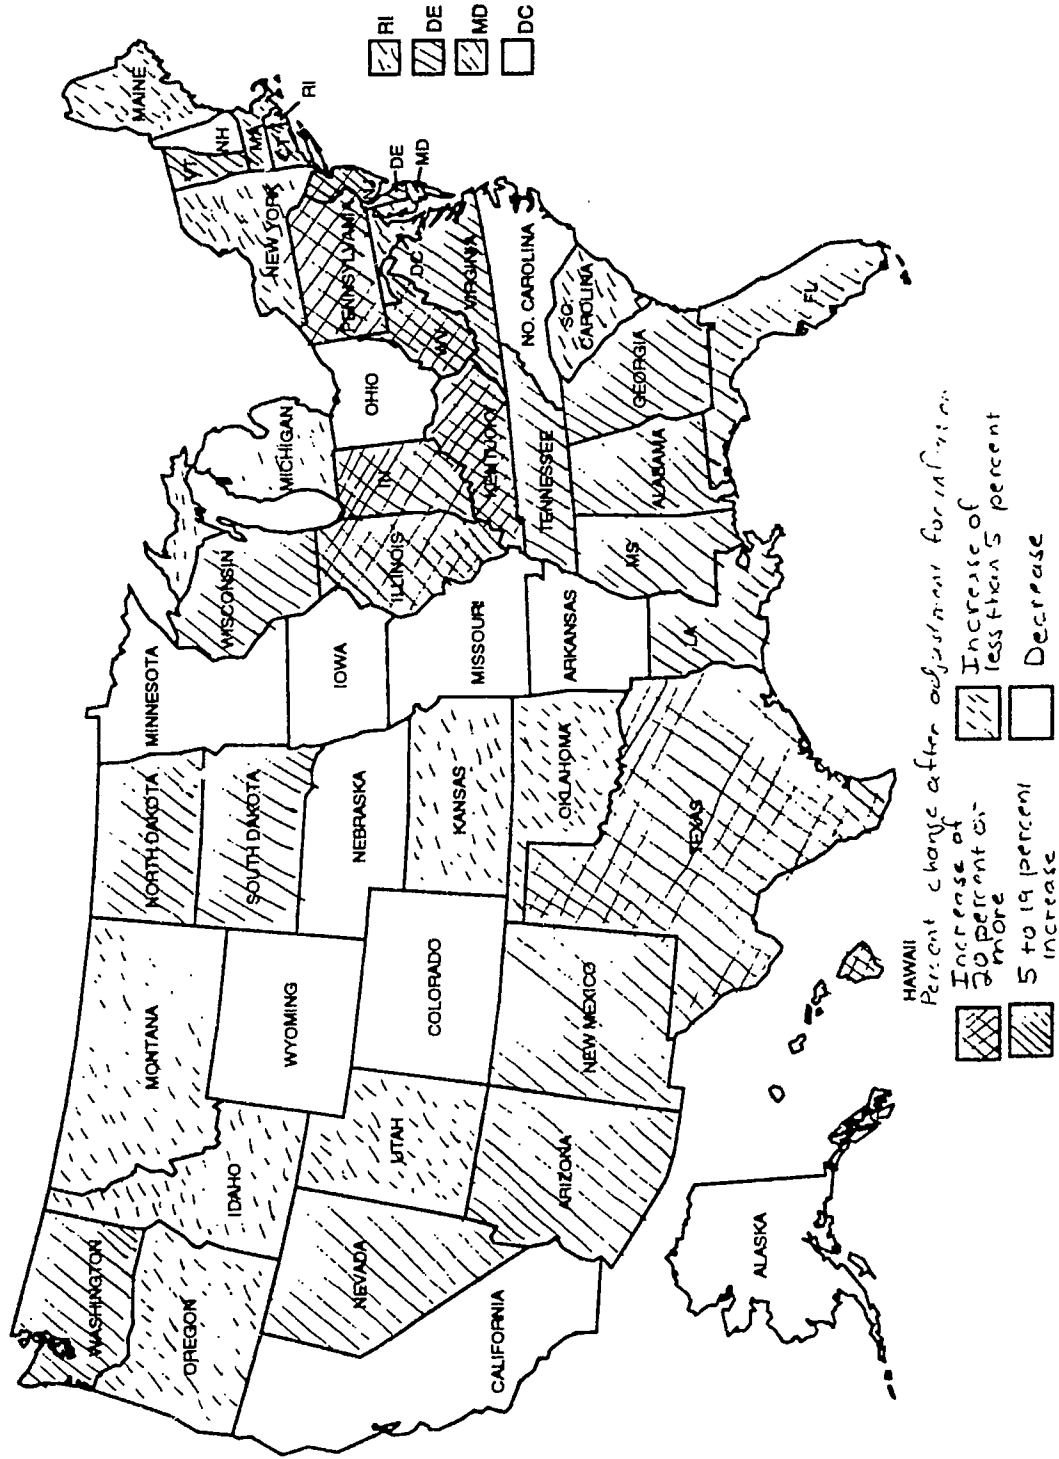 WASHINGTON
OREGON
CALIFORNIA
NEVADA
IDAHO
MONTANA
WYOMING
UTAH
ARIZONA
COLORADO
NEW MEXICO
NORTH DAKOTA
SOUTH DAKOTA
NEBRASKA
KANSAS
OKLAHOMA
TEXAS
MINNESOTA
IOWA
MISSOURI
ARKANSAS
LA
WISCONSIN
ILLINOIS
MICHIGAN
IN
OHIO
KENTUCKY
TENNESSEE
MS
ALABAMA
GEORGIA
FL
SO.
CAROLINA
NO. CAROLINA
VIRGINIA
WV
DC
PENNSYLVANIA
NEW YORK
VT
NH
MAINE
MA
CT
RI
DE
MD
RI
DE
MD
DC
ALASKA
HAWAII
Percent change after adjustment for
Increase of
20 percent or
more
5 to 19 percent
increase
Increase of
less than 5 percent
Decrease